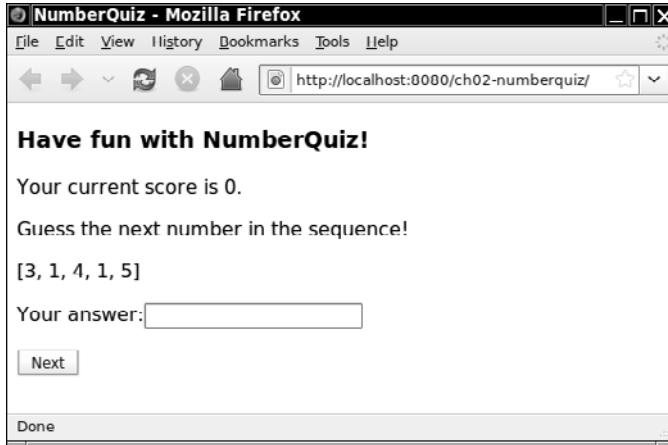 NumberQuiz - Mozilla Firefox
File Edit View History Bookmarks Tools Help
http://localhost:8080/ch02-numberquiz/
Have fun with NumberQuiz!
Your current score is 0.
Guess the next number in the sequence!
[3, 1, 4, 1, 5]
Your answer:
Next
Done